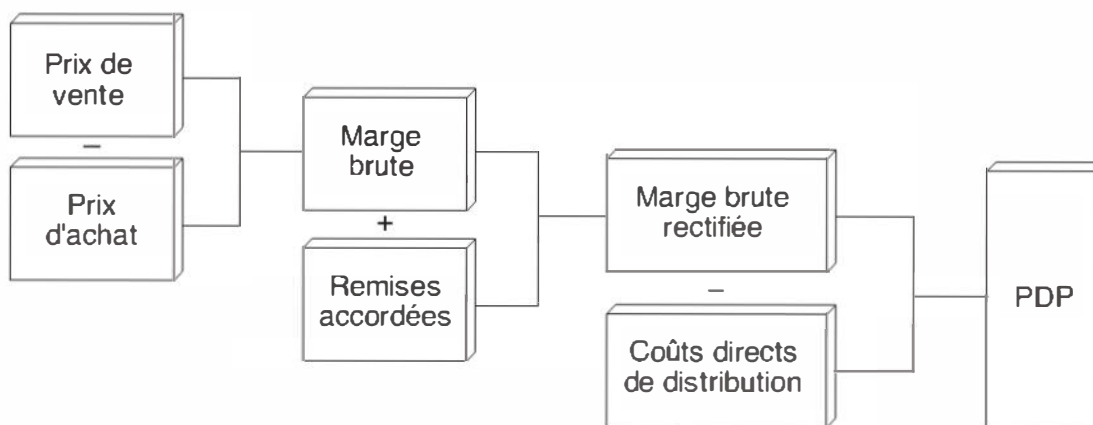 Prix de
vente
–
Prix
d'achat
Marge
brute
+
Remises
accordées
Marge brute
rectifiée
–
Coûts directs
de distribution
PDP